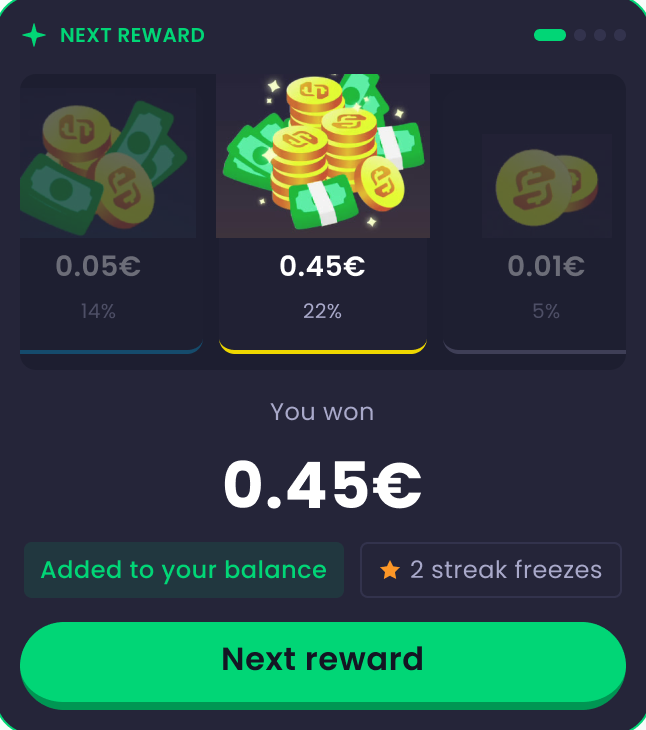 NEXT REWARD
0.05€
0.45€
0.01€
14%
22%
5%
You won
0.45€
Added to your balance
2 streak freezes
Next reward